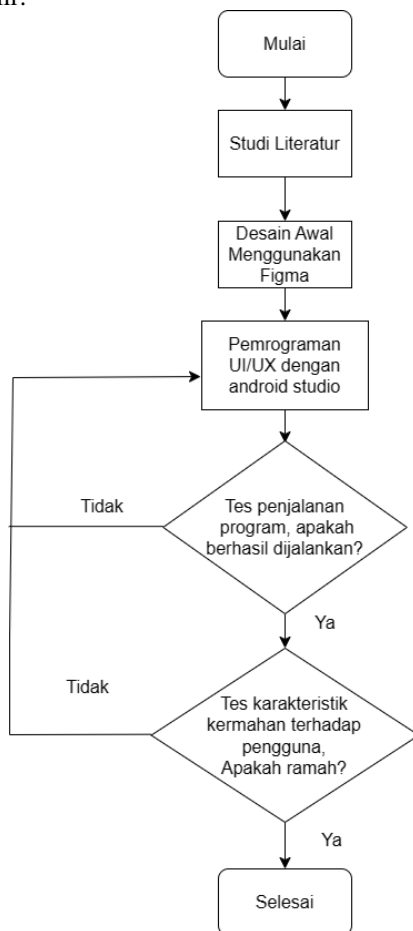 Mulai
Studi Literatur
Desain Awal
Menggunakan
Figma
Pemrograman
UI/UX dengan
android studio
Tidak
Tes penjalanan
program, apakah
berhasil dijalankan?
Ya
Tidak
Tes karakteristik
kermahan terhadap
pengguna,
Apakah ramah?
Ya
Selesai